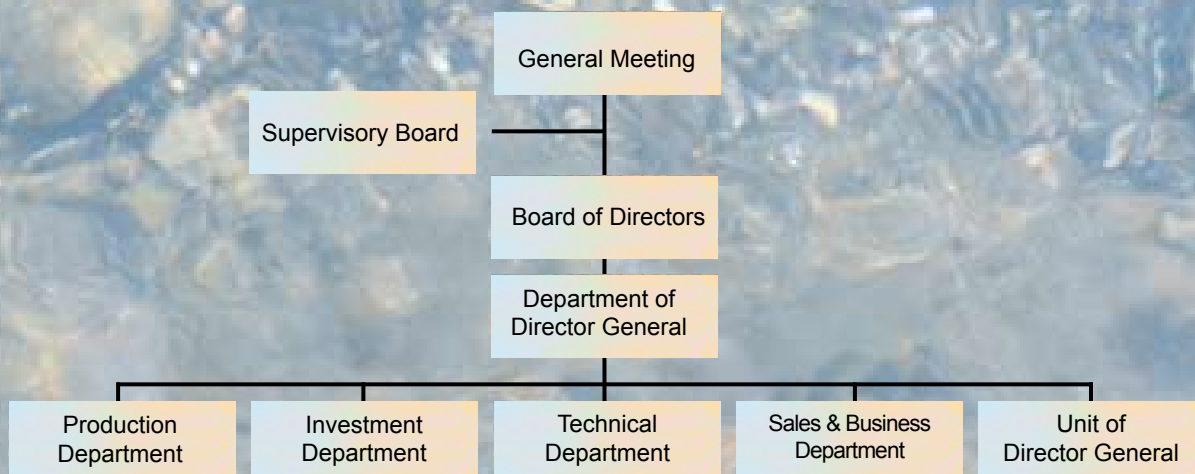 General Meeting
Supervisory Board
Board of Directors
Department of
Director General
Production
Department
Investment
Department
Technical
Department
Sales & Business
Department
Unit of
Director General